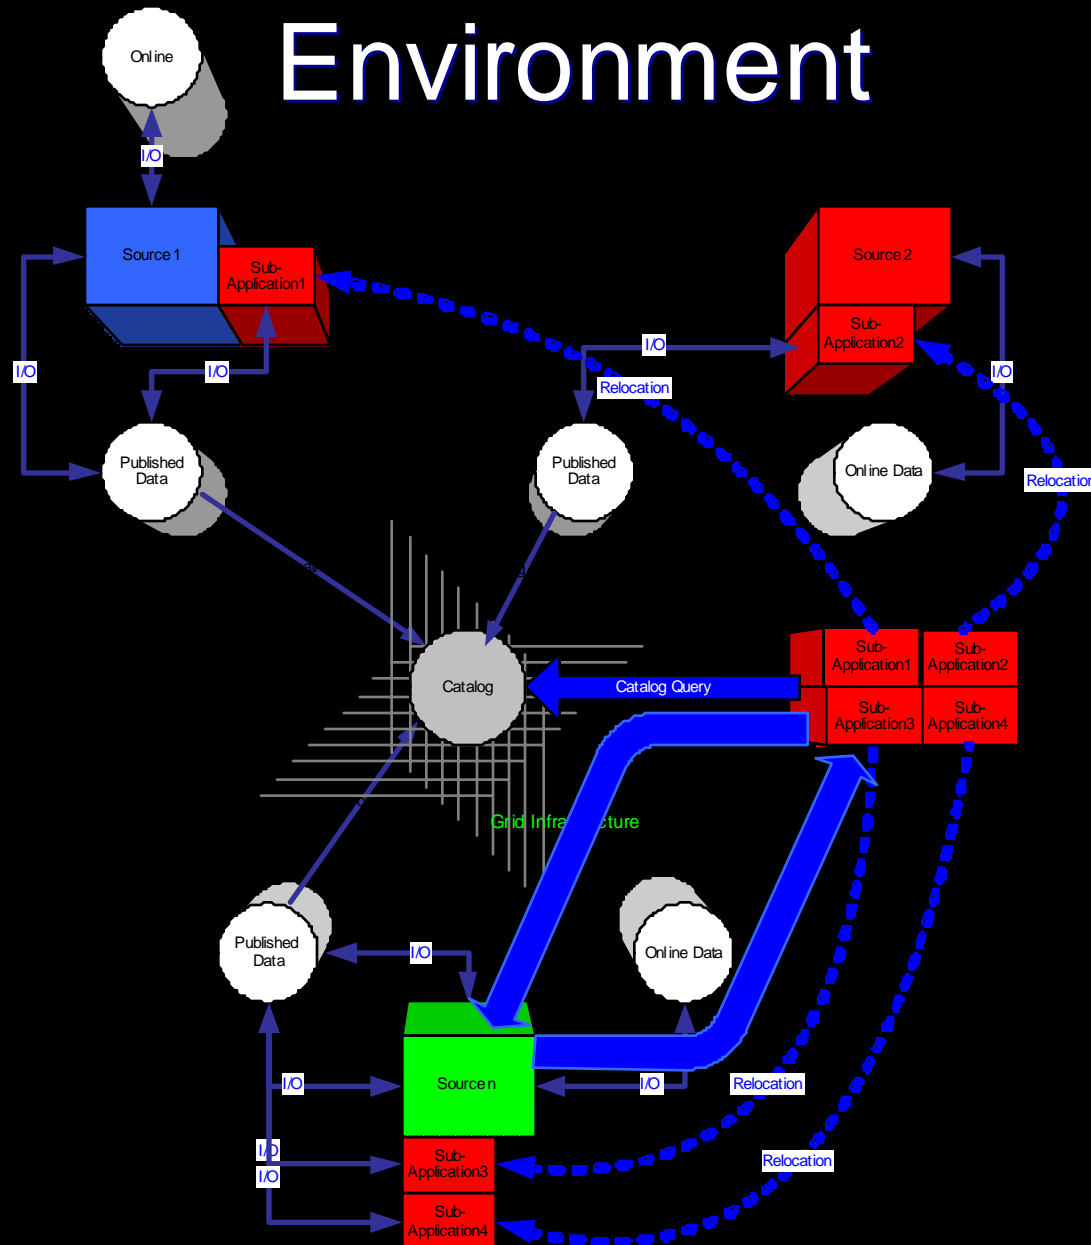 Environment
Online
I/O
Source 1
Sub-
Application1
Source 2
Sub-
Application2
I/O
I/O
I/O
I/O
Relocation
Published
Data
Published
Data
Online Data
Relocation
Sub-
Application1
Sub-
Application2
Catalog
Catalog Query
Sub-
Application3
Sub-
Application4
Published
Data
I/O
Online Data
Source n
I/O
I/O
Relocation
I/O
Sub-
Application3
I/O
Relocation
Sub-
Application4